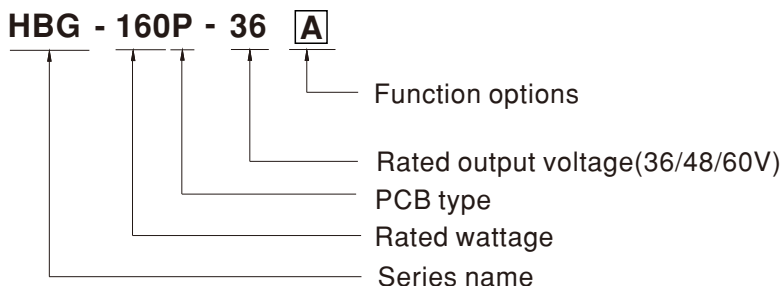 HBG - 160P - 36 A
Function options
Rated output voltage(36/48/60V)
PCB type
Rated wattage
Series name